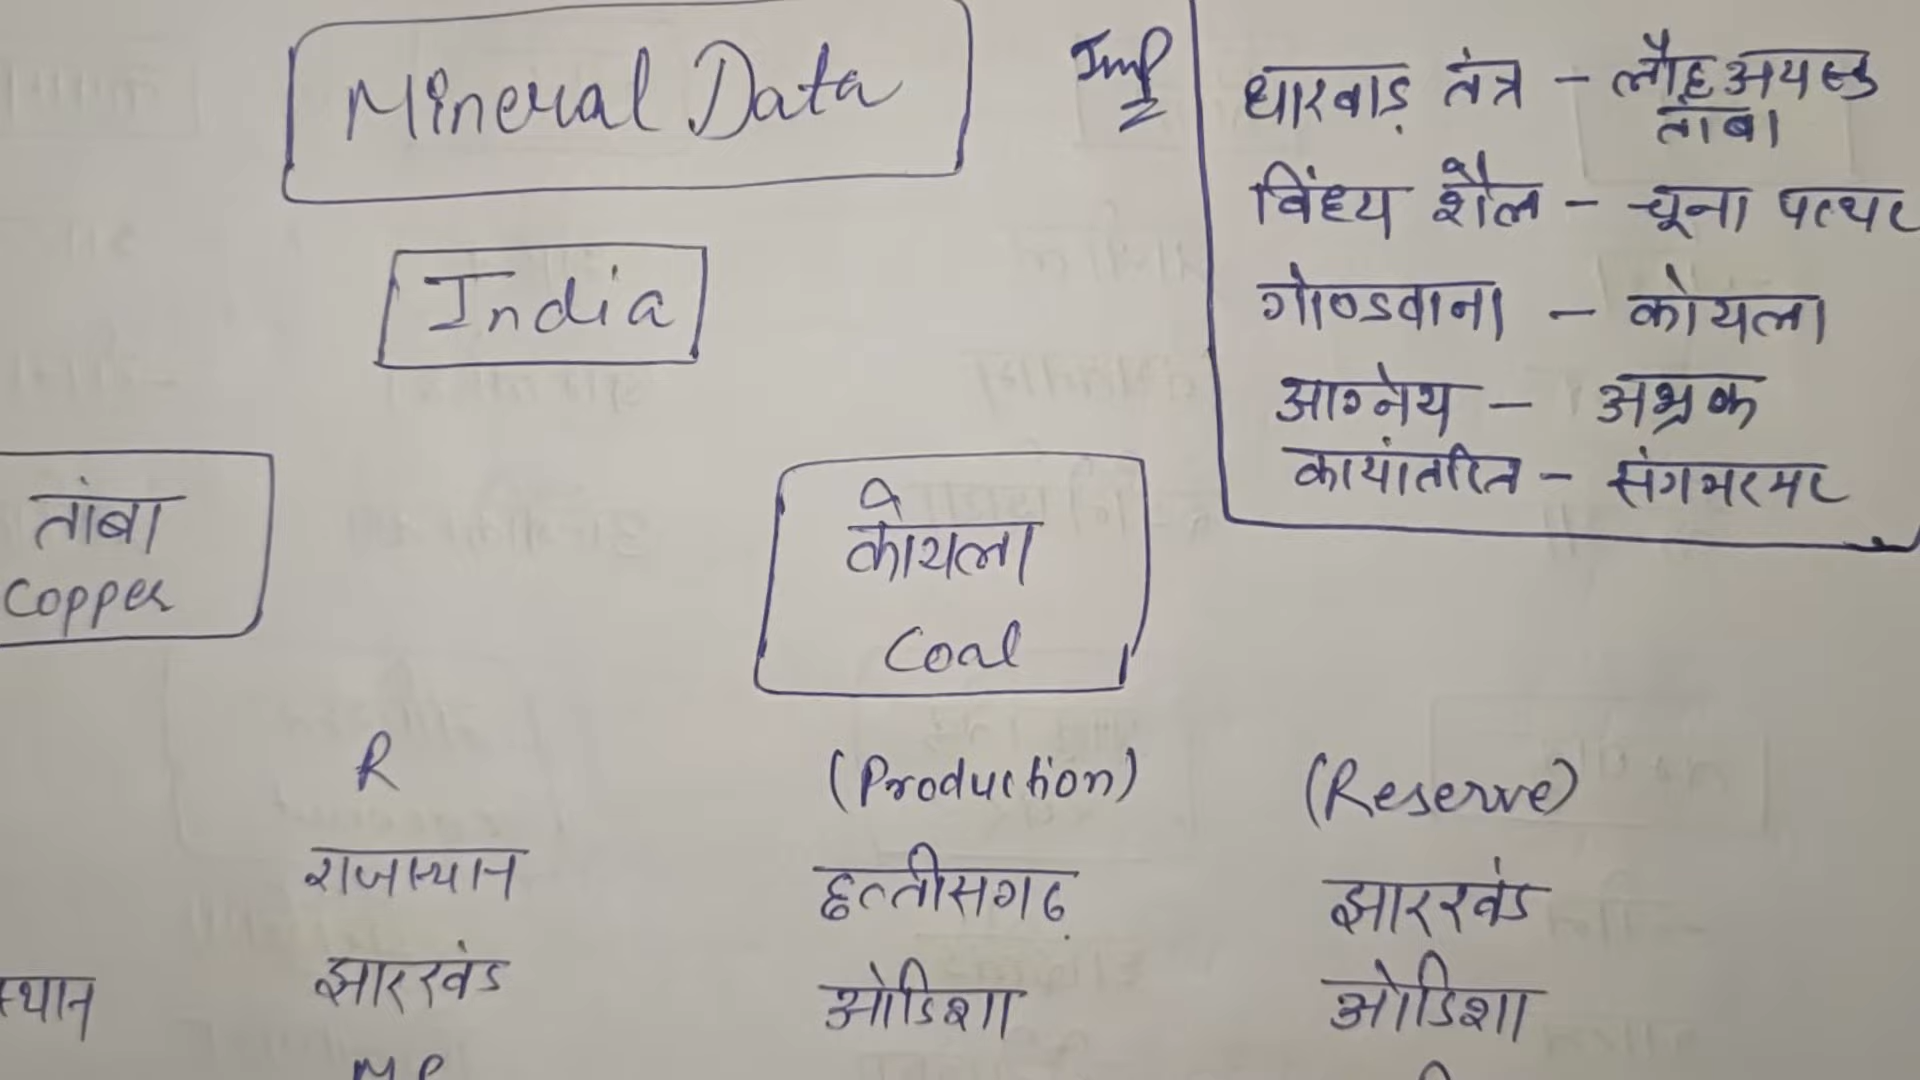 Mineral Data
Imp
India
धारवाड़ तंत्र - लौह अयस्क
तांबा
विंध्य शैल - चूना पत्थर
गोण्डवाना - कोयला
आग्नेय - अभ्रक
कायांतरित - संगमरमर
तांबा
Copper
कोयला
Coal
R
राजस्थान
झारखंड
MP
स्थान
(Production)
छत्तीसगढ़
ओडिशा
(Reserve)
झारखंड
ओडिशा